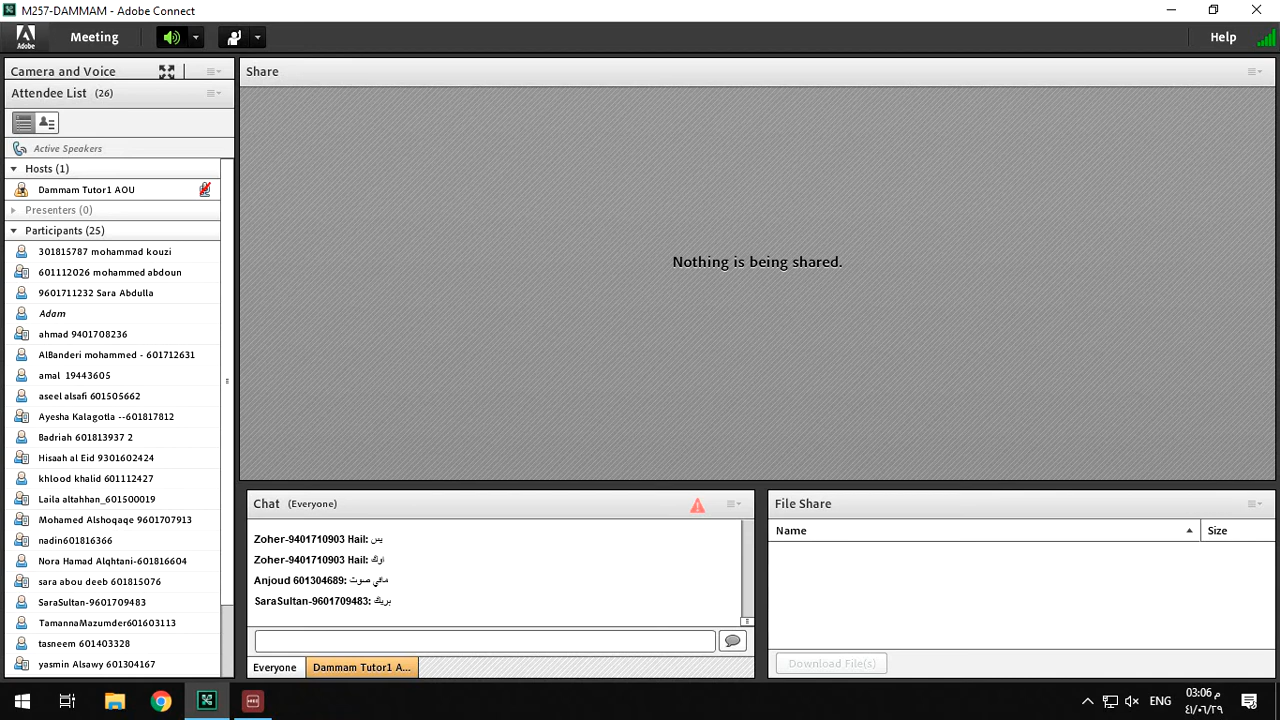 M257-DAMMAM - Adobe Connect
Adobe
Meeting
Help
Camera and Voice
Attendee List (26)
Active Speakers
Hosts (1)
Dammam Tutor1 AOU
Presenters (0)
Participants (25)
301815787 mohammad kouzi
601112026 mohammed abdoun
9601711232 Sara Abdulla
Adam
ahmad 9401708236
AlBanderi mohammed - 601712631
amal 19443605
aseel alsafi 601505662
Ayesha Kalagotla --601817812
Badriah 601813937 2
Hisaah al Eid 9301602424
khlood khalid 601112427
Laila altahhan_601500019
Mohamed Alshoqaqe 9601707913
nadin601816366
Nora Hamad Alqhtani-601816604
sara abou deeb 601815076
SaraSultan-9601709483
TamannaMazumder601603113
tasneem 601403328
yasmin Alsawy 601304167
Share
Nothing is being shared.
Chat (Everyone)
Zoher-9401710903 Hail: يس
Zoher-9401710903 Hail: اوك
Anjoud 601304689: مافي صوت
SaraSultan-9601709483: بريك
Everyone
Dammam Tutor1 A...
File Share
Name
Size
Download File(s)
ENG
03:06 م
٤١/٠٦/٢٩